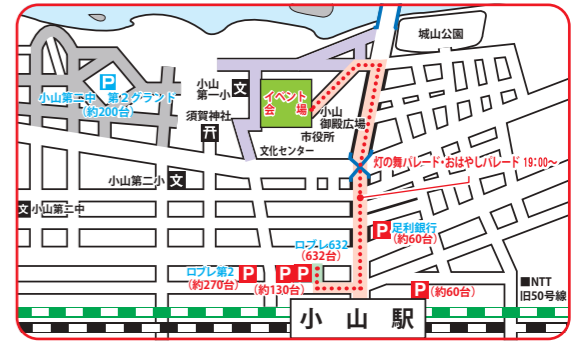 城山公園
P
小山第二中 第2グランド
(約200台)
小山
第一小
文
須賀神社
イベント
会場
小山
御殿広場
市役所
文化センター
灯の舞パレード・おはやしパレード 19:00〜
小山第二小 文
文 小山第二中
P 足利銀行
(約60台)
ロブレ632
(632台)
ロブレ第2 P
(約270台)
P P
(約130台)
P (約60台)
■NTT
旧50号線
小山駅